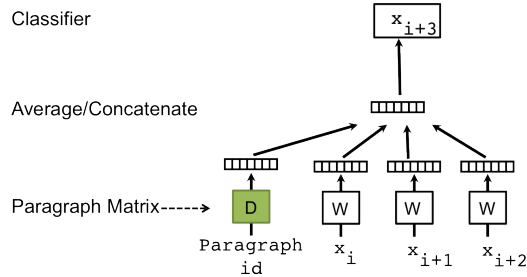 Classifier
x i+3
Average/Concatenate
Paragraph Matrix
D
W
W
W
Paragraph
id
x i
x i+1
x i+2